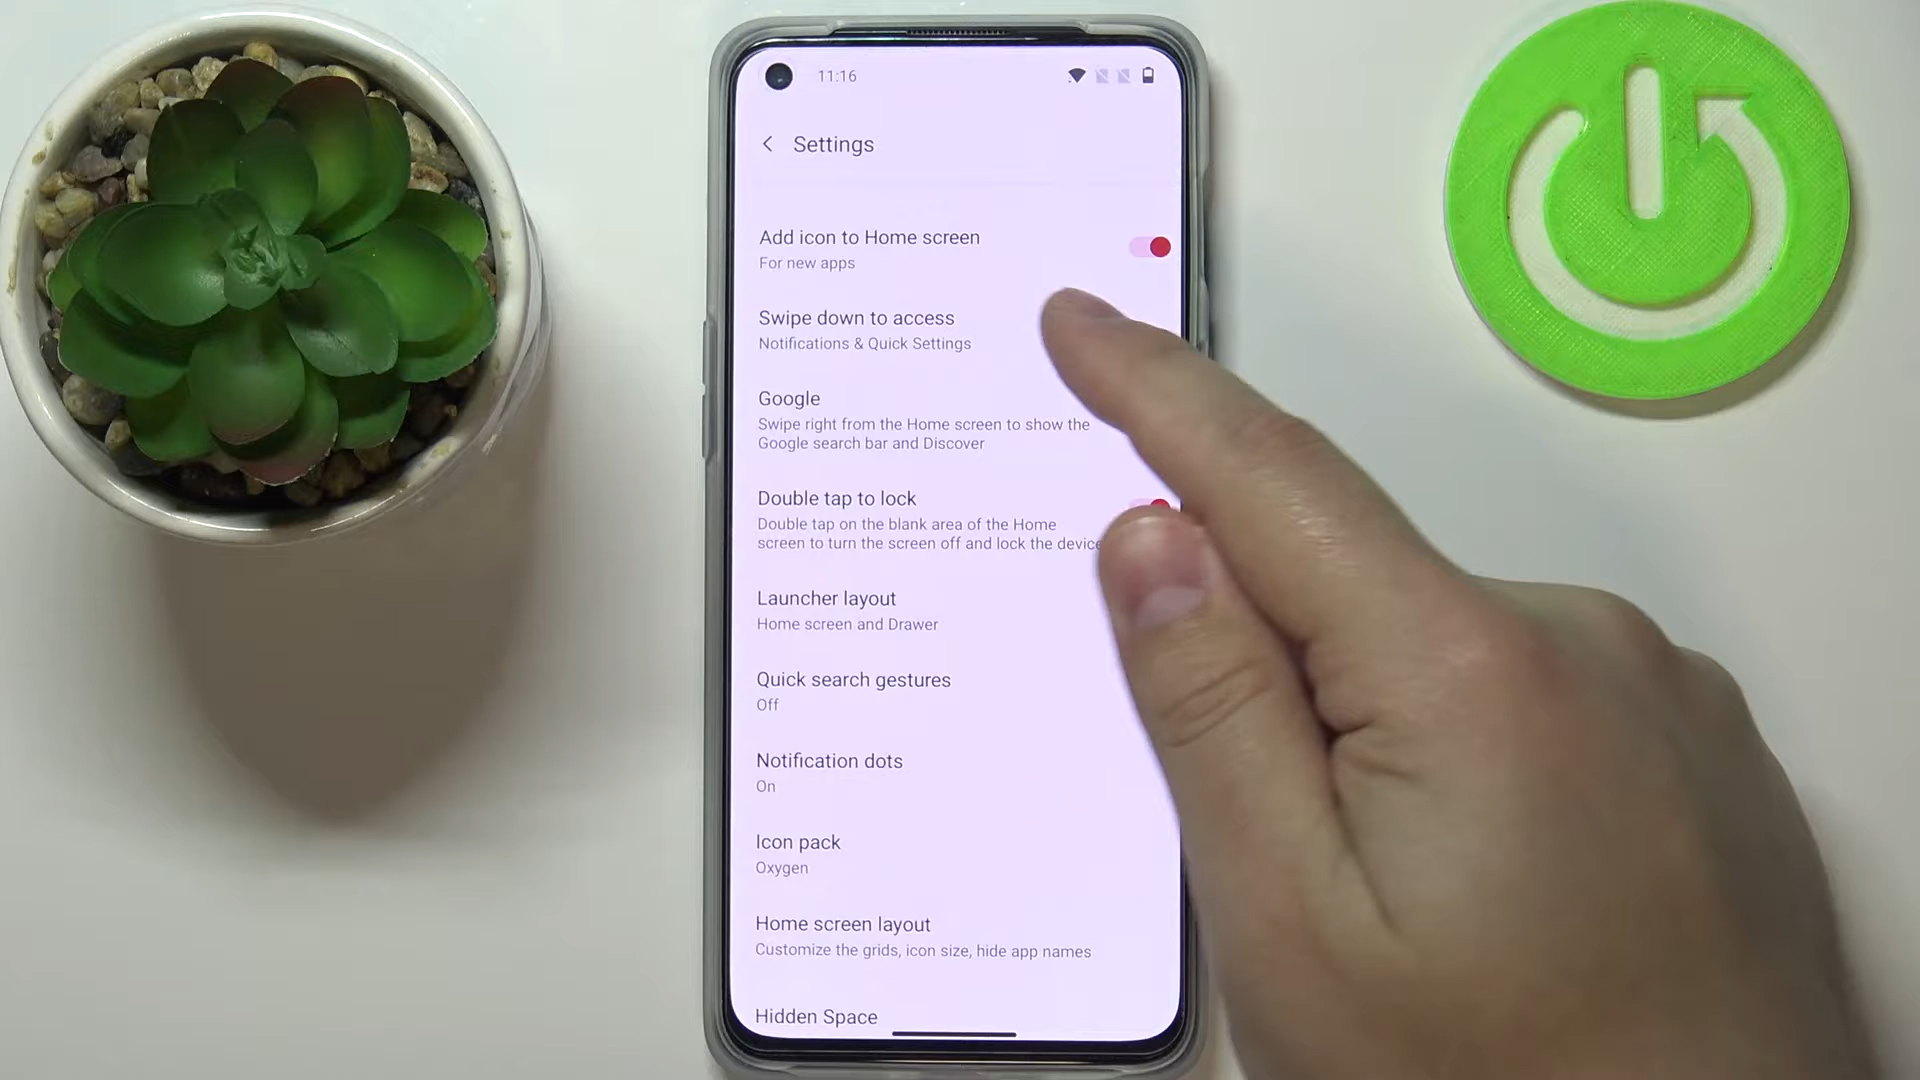 11:16
Settings
Add icon to Home screen
For new apps
Swipe down to access
Notifications & Quick Settings
Google
Swipe right from the Home screen to show the
Google search bar and Discover
Double tap to lock
Double tap on the blank area of the Home
screen to turn the screen off and lock the device
Launcher layout
Home screen and Drawer
Quick search gestures
Off
Notification dots
On
Icon pack
Oxygen
Home screen layout
Customize the grids, icon size, hide app names
Hidden Space